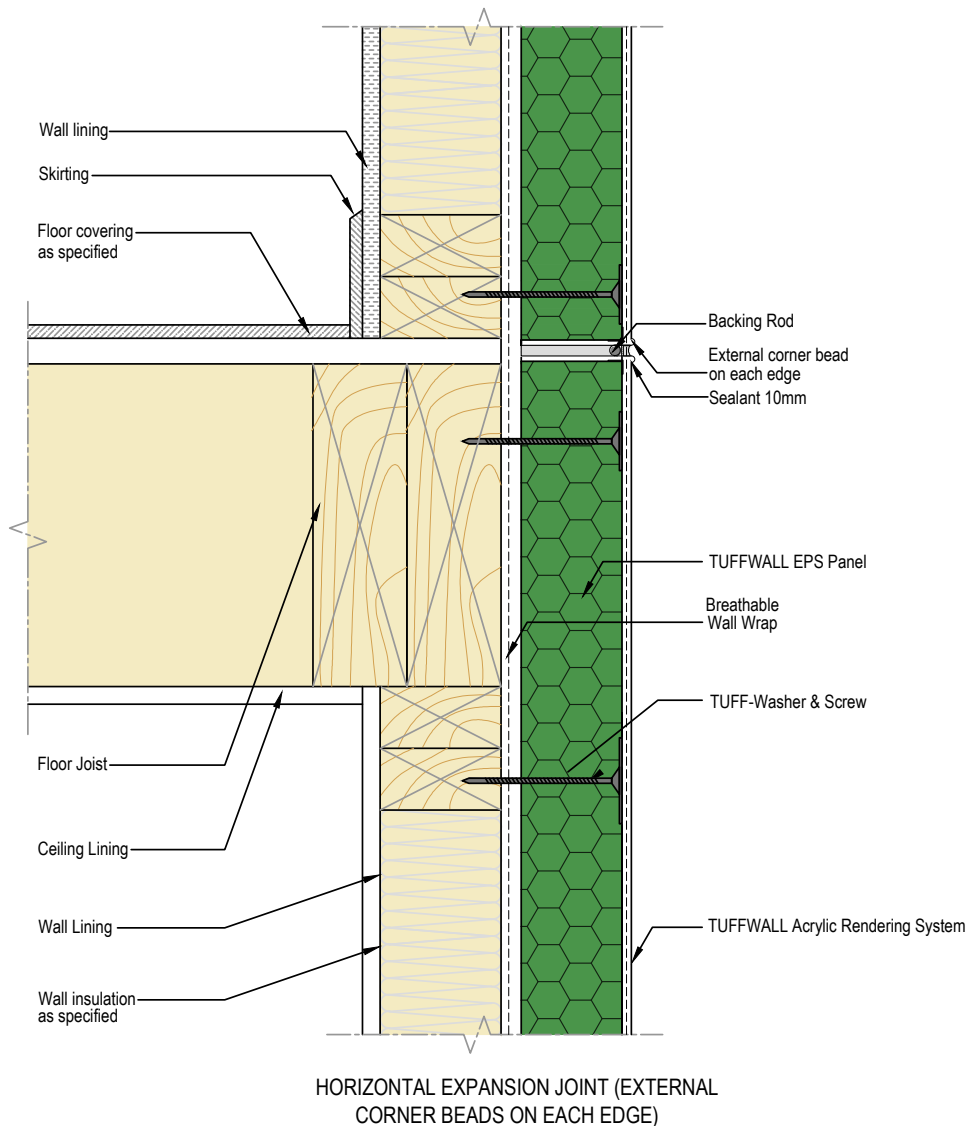 Wall lining
Skirting
Floor covering
as specified
Backing Rod
External corner bead
on each edge
Sealant 10mm
TUFFWALL EPS Panel
Breathable
Wall Wrap
TUFF-Washer & Screw
Floor Joist
Ceiling Lining
Wall Lining
TUFFWALL Acrylic Rendering System
Wall insulation
as specified
HORIZONTAL EXPANSION JOINT (EXTERNAL
CORNER BEADS ON EACH EDGE)